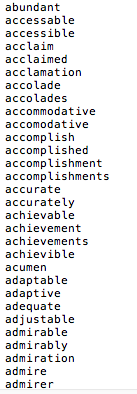 abundant
accessable
accessible
acclaim
acclaimed
acclamation
accolade
accolades
accommodative
accomodative
accomplish
accomplished
accomplishment
accomplishments
accurate
accurately
achievable
achievement
achievements
achievible
acumen
adaptable
adaptive
adequate
adjustable
admirable
admirably
admiration
admire
admirer